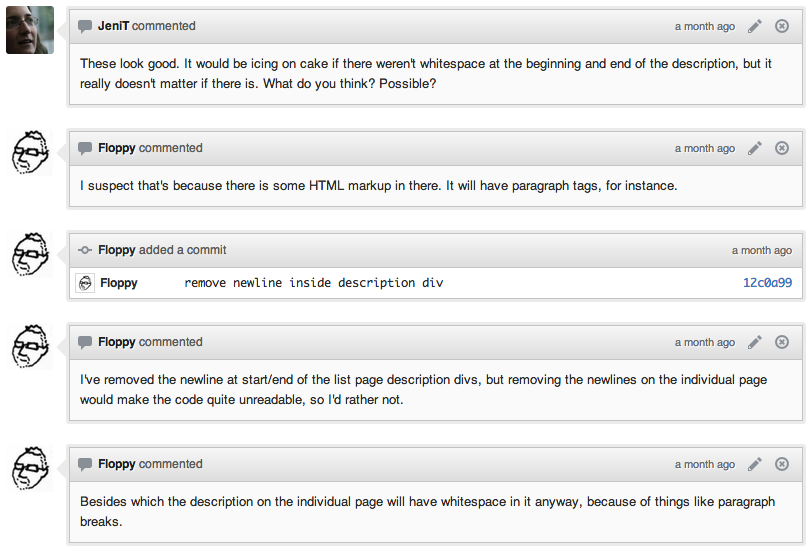 JeniT commented a month ago
These look good. It would be icing on cake if there weren't whitespace at the beginning and end of the description, but it
really doesn't matter if there is. What do you think? Possible?
Floppy commented a month ago
I suspect that's because there is some HTML markup in there. It will have paragraph tags, for instance.
Floppy added a commit a month ago
Floppy remove newline inside description div 12c0a99
Floppy commented a month ago
I've removed the newline at start/end of the list page description divs, but removing the newlines on the individual page
would make the code quite unreadable, so I'd rather not.
Floppy commented a month ago
Besides which the description on the individual page will have whitespace in it anyway, because of things like paragraph
breaks.